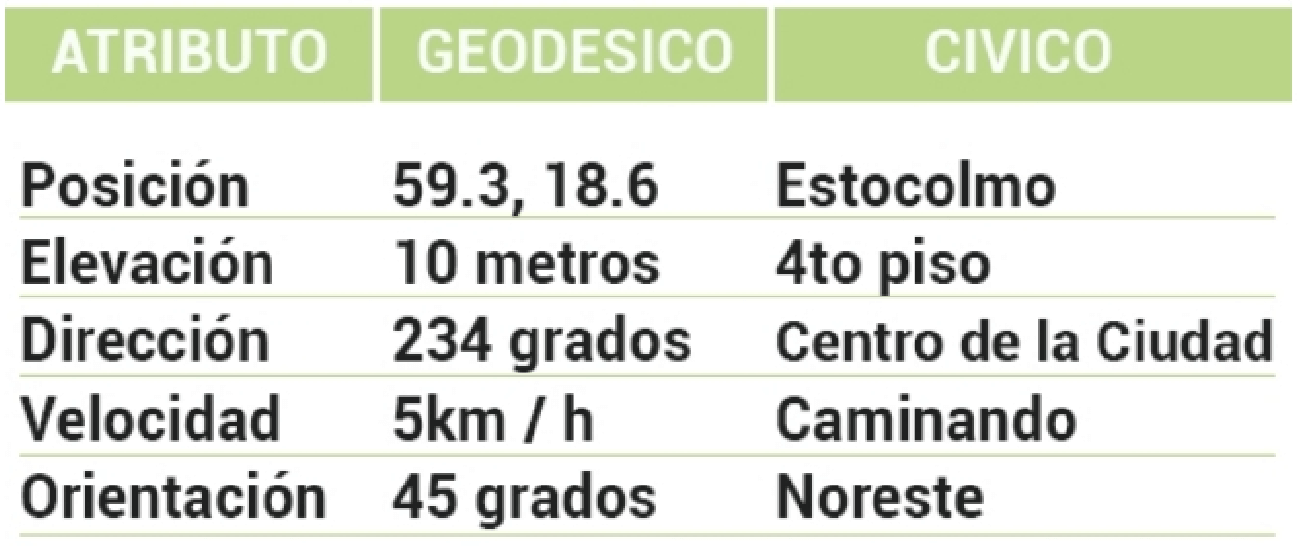 ATRIBUTO GEODESICO CIVICO
Posición 59.3, 18.6 Estocolmo
Elevación 10 metros 4to piso
Dirección 234 grados Centro de la Ciudad
Velocidad 5km / h Caminando
Orientación 45 grados Noreste